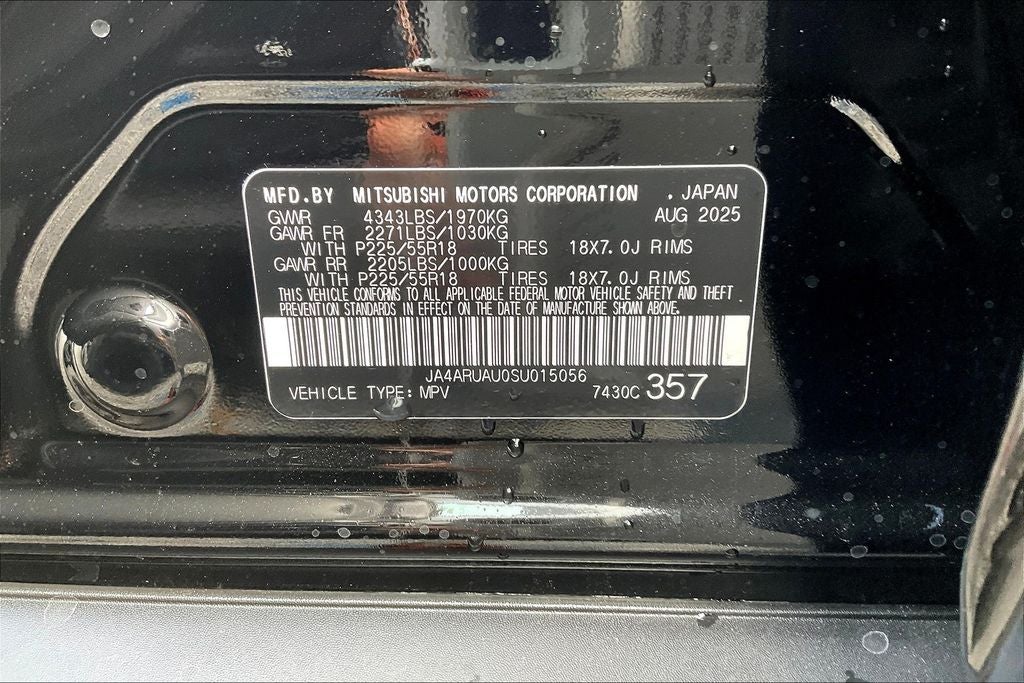 MFD.BY MITSUBISHI MOTORS CORPORATION , JAPAN
GVWR 4343LBS/1970KG AUG 2025
GAWR FR 2271LBS/1030KG
WITH P225/55R18 TIRES 18X7.0J RIMS
GAWR RR 2205LBS/1000KG
WITH P225/55R18 TIRES 18X7.0J RIMS
THIS VEHICLE CONFORMS TO ALL APPLICABLE FEDERAL MOTOR VEHICLE SAFETY AND THEFT
PREVENTION STANDARDS IN EFFECT ON THE DATE OF MANUFACTURE SHOWN ABOVE.
JA4ARUAU0SU015056
VEHICLE TYPE: MPV 7430C 357